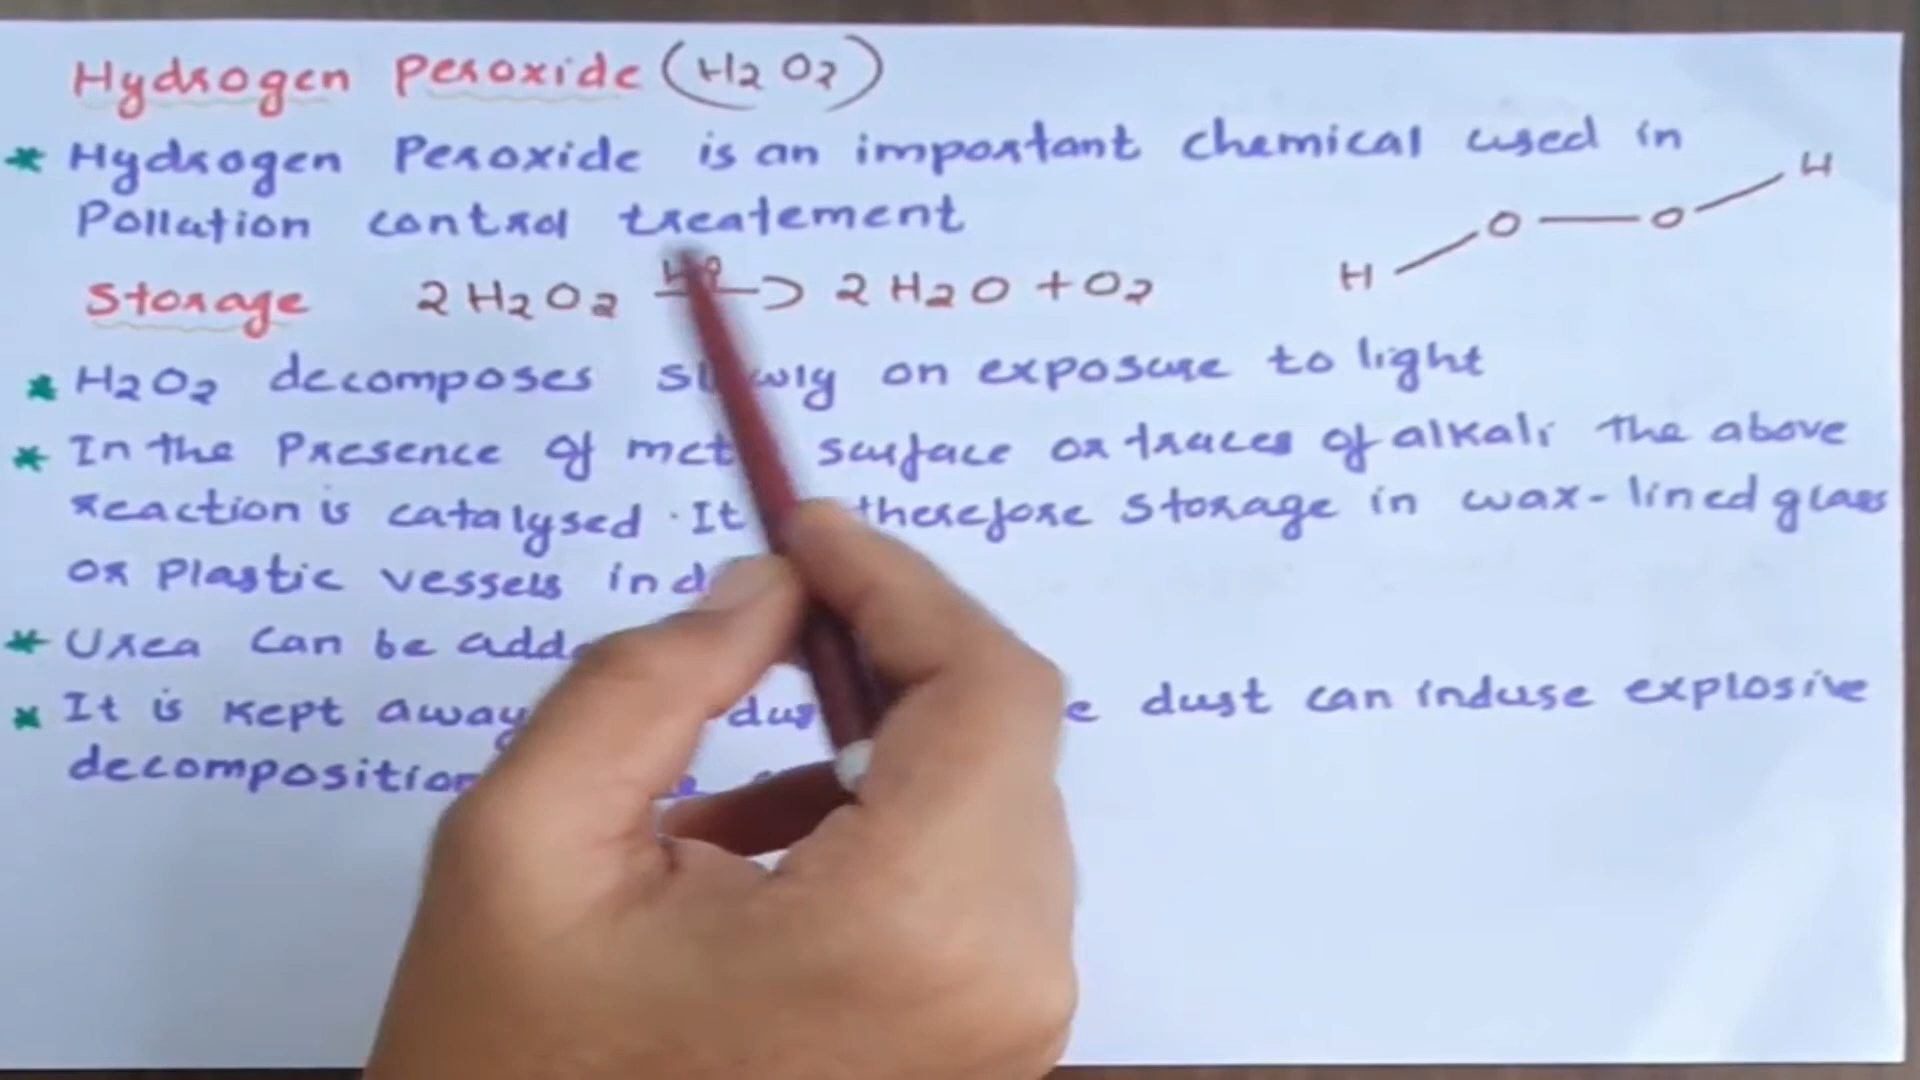 Hydrogen Peroxide (H2O2)
* Hydrogen Peroxide is an important chemical used in
Pollution control treatement
H O O H
Storage 2H2O2 → 2H2O + O2
* H2O2 decomposes on exposure to light
* In the Presence of surface or traces of alkali The above
reaction is catalysed. It therefore storage in wax-lined glass
or Plastic vessels in
* Urea can be
* It is kept away dust can induse explosive
decomposition